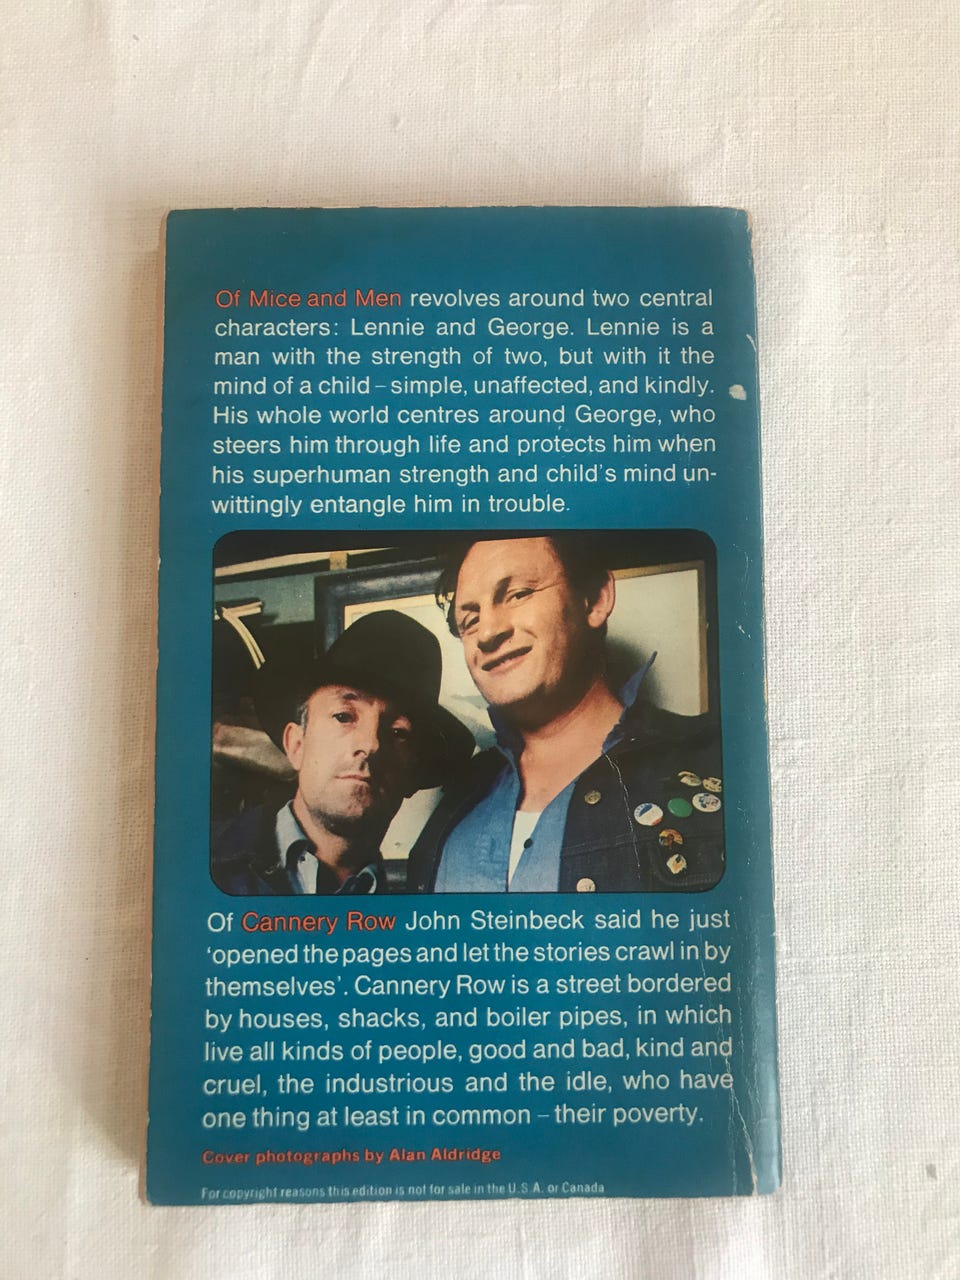 Of Mice and Men revolves around two central
characters: Lennie and George. Lennie is a
man with the strength of two, but with it the
mind of a child – simple, unaffected, and kindly.
His whole world centres around George, who
steers him through life and protects him when
his superhuman strength and child's mind un-
wittingly entangle him in trouble.
Of Cannery Row John Steinbeck said he just
'opened the pages and let the stories crawl in by
themselves'. Cannery Row is a street bordered
by houses, shacks, and boiler pipes, in which
live all kinds of people, good and bad, kind and
cruel, the industrious and the idle, who have
one thing at least in common – their poverty.
Cover photographs by Alan Aldridge
For copyright reasons this edition is not for sale in the U.S.A. or Canada